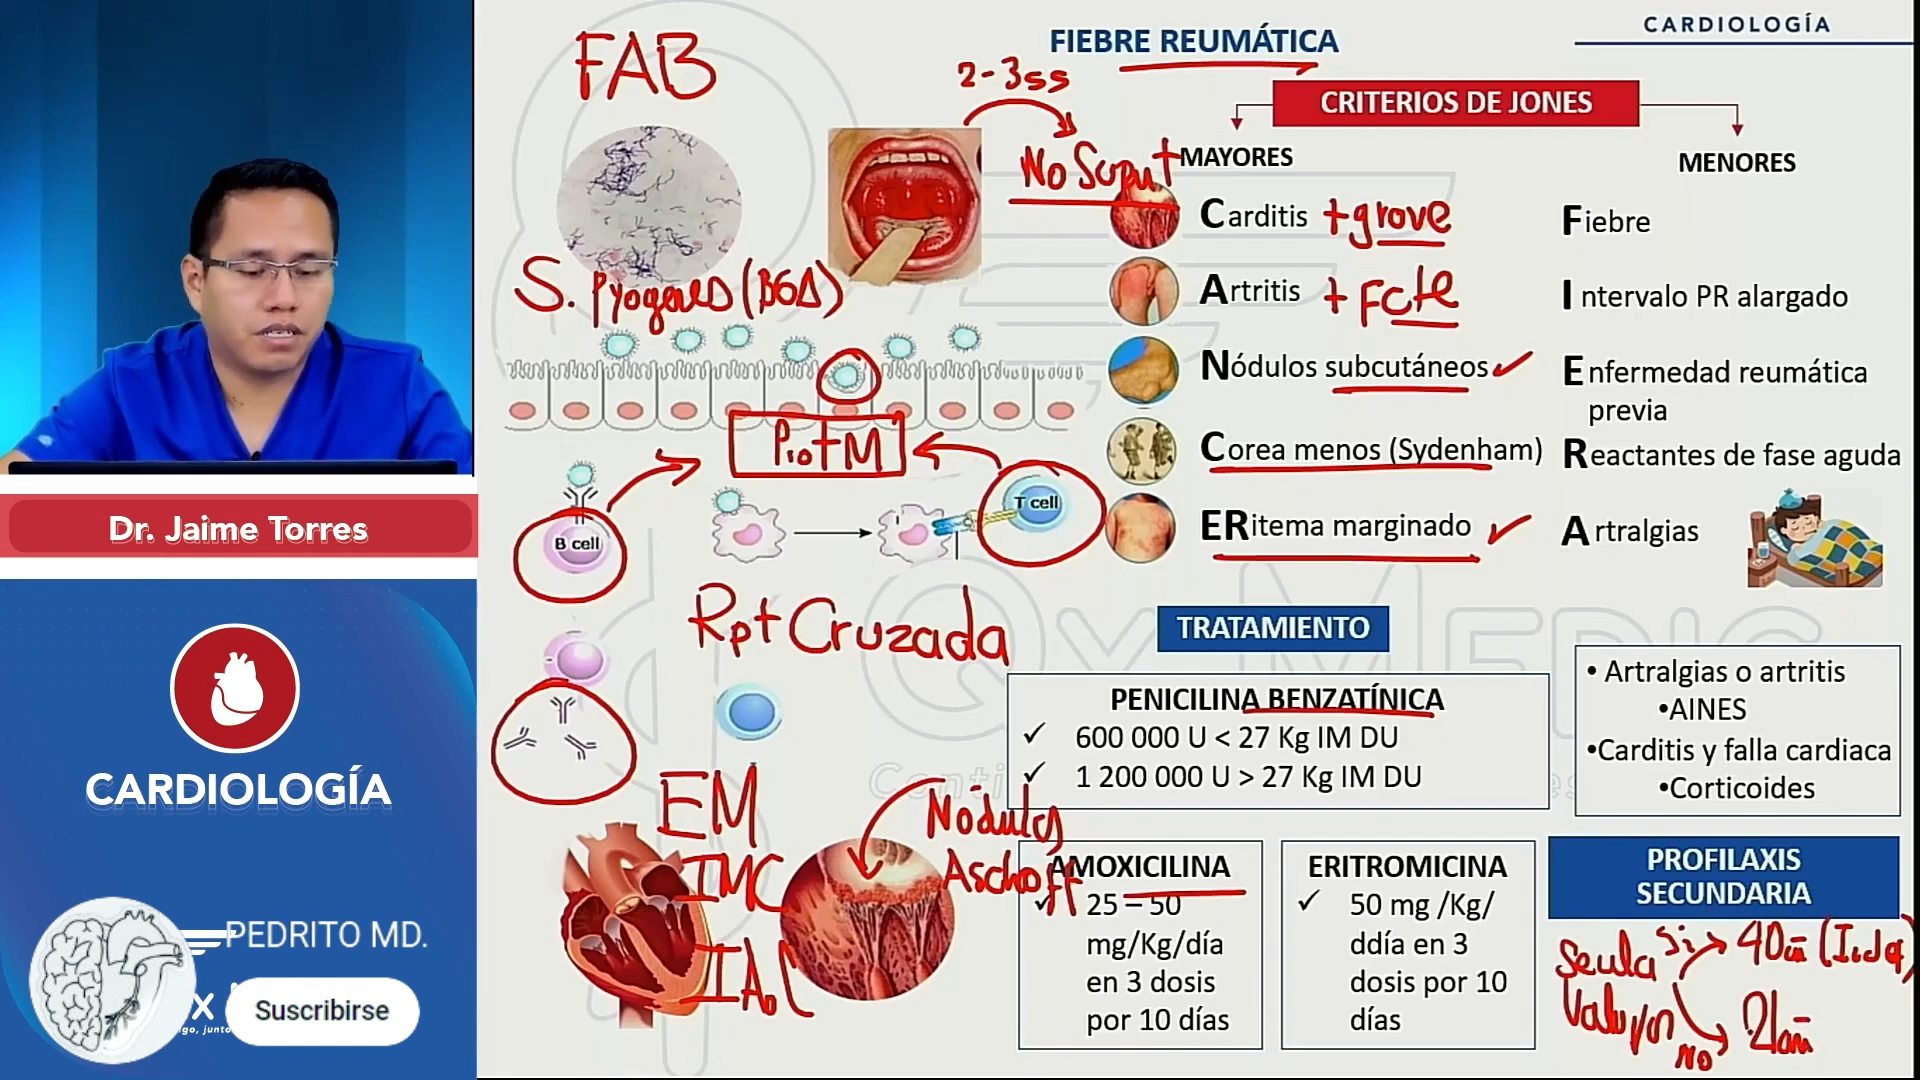 CARDIOLOGÍA
FIEBRE REUMÁTICA
FAB
2-3ss
CRITERIOS DE JONES
No Supu+
MAYORES
MENORES
Carditis +grave
Fiebre
S. Pyogenes (BGA)
Artritis + Fcte
Intervalo PR alargado
Nódulos subcutáneos
Enfermedad reumática
previa
Prot M
Corea menos (Sydenham)
Reactantes de fase aguda
T cell
B cell
ERitema marginado
Artralgias
Rpt Cruzada
Dr. Jaime Torres
CARDIOLOGÍA
TRATAMIENTO
PENICILINA BENZATÍNICA
600 000 U < 27 Kg IM DU
1 200 000 U > 27 Kg IM DU
• Artralgias o artritis
•AINES
•Carditis y falla cardiaca
•Corticoides
EM
IMC
IAo
Nódulos
Aschoff
AMOXICILINA
25 – 50
mg/Kg/día
en 3 dosis
por 10 días
ERITROMICINA
50 mg /Kg/
ddía en 3
dosis por 10
días
PROFILAXIS
SECUNDARIA
Secula
Si
40añ
Valvular
No
21añ
PEDRITO MD.
Suscribirse